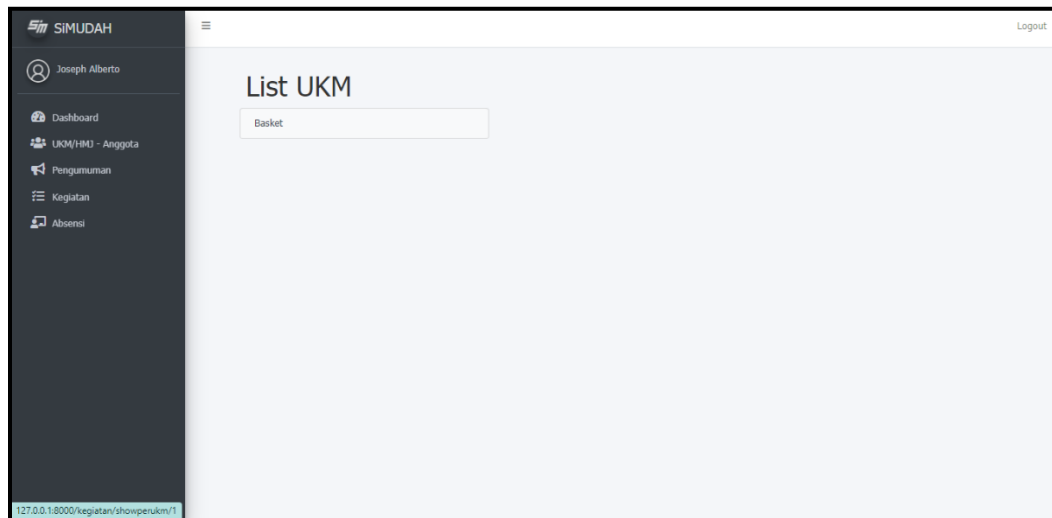 Sm SiMUDAH
Logout
Joseph Alberto
List UKM
Basket
Dashboard
UKM/HMJ - Anggota
Pengumuman
Kegiatan
Absensi
127.0.0.1:8000/kegiatan/showperukm/1